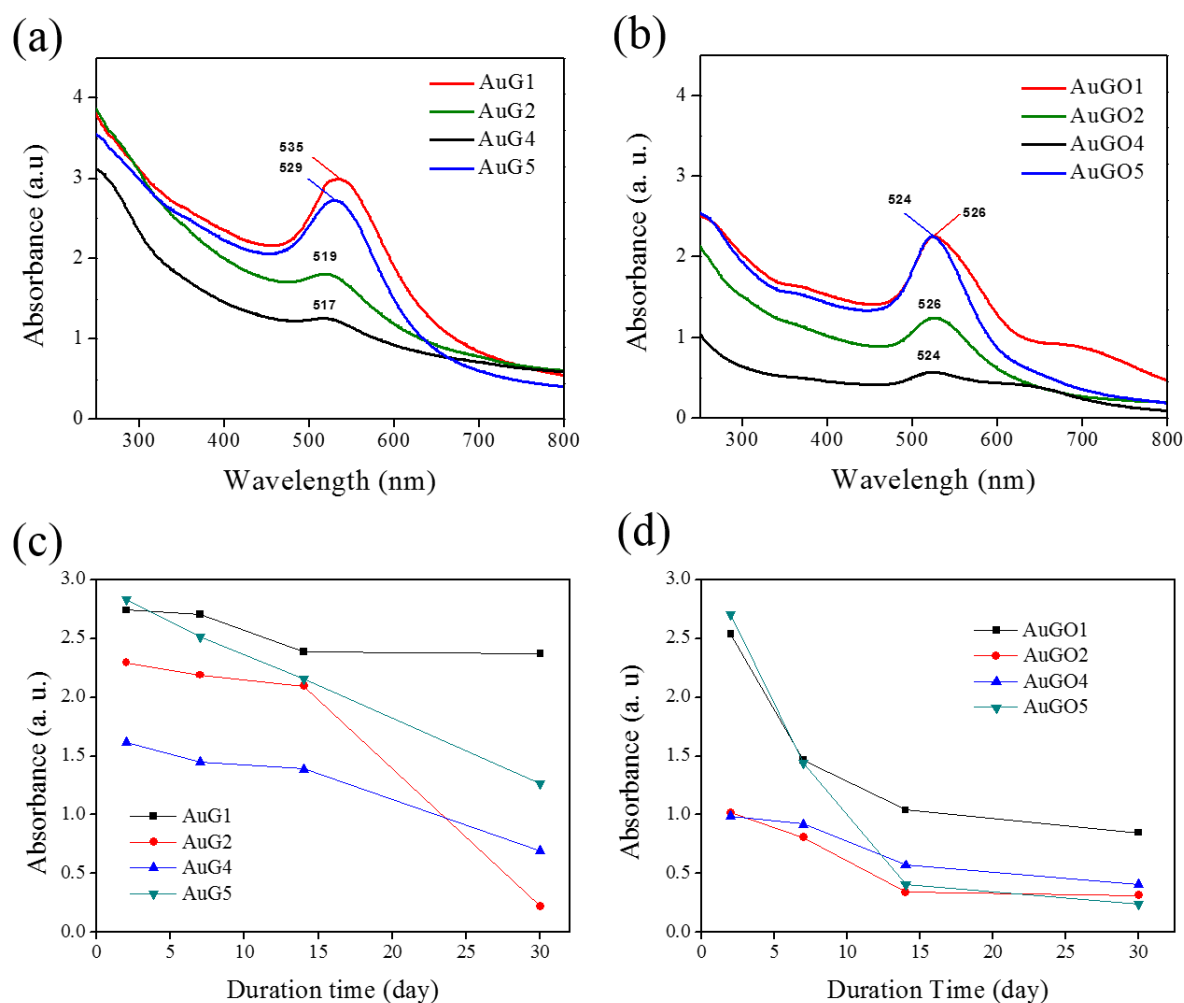 (a)
Absorbance (a.u)
4
3
2
1
0
300 400 500 600 700 800
Wavelength (nm)
AuG1
AuG2
AuG4
AuG5
535
529
519
517
(b)
Absorbance (a. u.)
4
3
2
1
0
300 400 500 600 700 800
Wavelengh (nm)
AuGO1
AuGO2
AuGO4
AuGO5
524
526
526
524
(c)
Absorbance (a. u.)
3.0
2.5
2.0
1.5
1.0
0.5
0.0
0 5 10 15 20 25 30
Duration time (day)
AuG1
AuG2
AuG4
AuG5
(d)
Absorbance (a. u)
3.0
2.5
2.0
1.5
1.0
0.5
0.0
0 5 10 15 20 25 30
Duration Time (day)
AuGO1
AuGO2
AuGO4
AuGO5